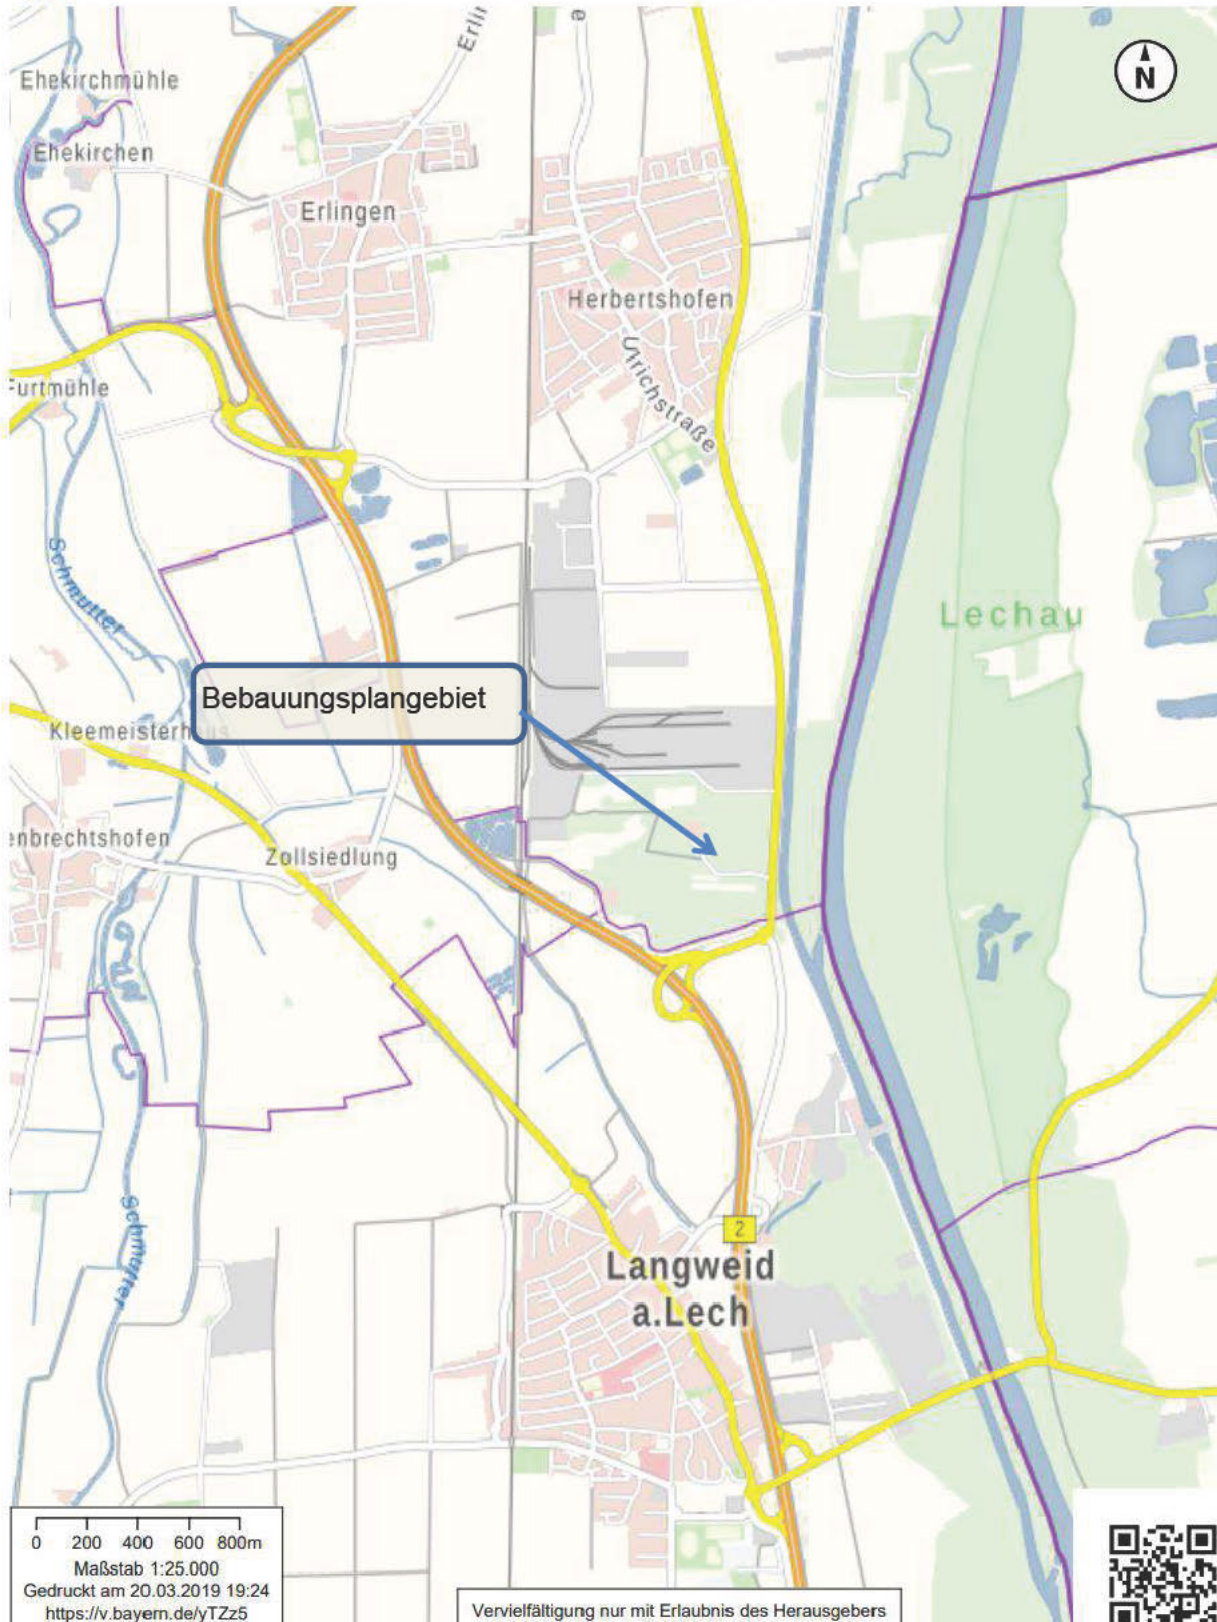 Erli
e
N
Ehekirchmühle
Ehekirchen
Erlingen
Herbertshofen
Furtmühle
Ulrichstraße
Schmutter
Lechau
Bebauungsplangebiet
Kleemeisterhaus
enbrechtshofen
Zollsiedlung
Schmutter
2
Langweid
a.Lech
0 200 400 600 800m
Maßstab 1:25.000
Gedruckt am 20.03.2019 19:24
https://v.bayern.de/yTZz5
Vervielfältigung nur mit Erlaubnis des Herausgebers